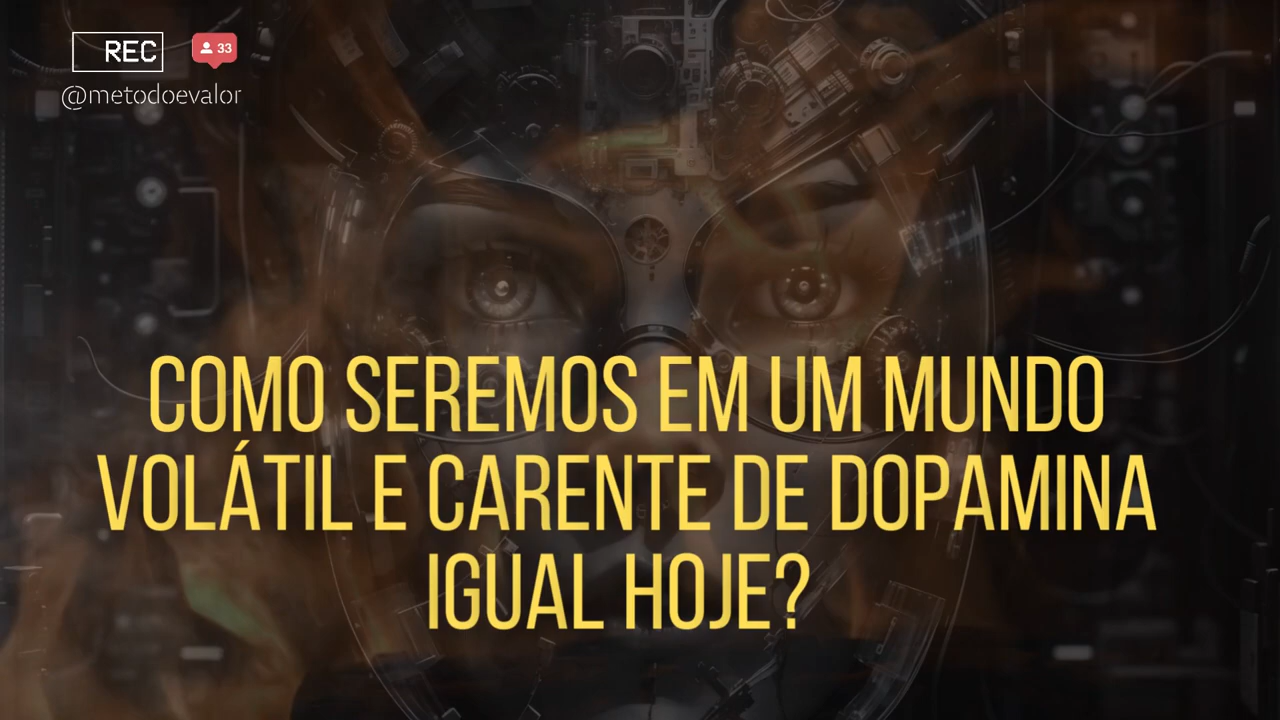 REC
33
@metodoevalor
COMO SEREMOS EM UM MUNDO
VOLÁTIL E CARENTE DE DOPAMINA
IGUAL HOJE?